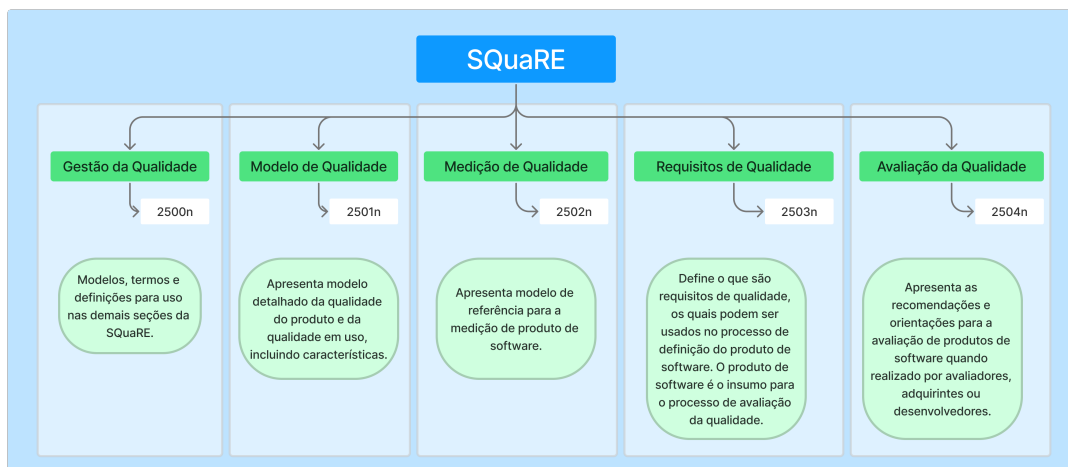 SQuaRE
Gestão da Qualidade
2500n
Modelos, termos e
definições para uso
nas demais seções da
SQuaRE.
Modelo de Qualidade
2501n
Apresenta modelo
detalhado da qualidade
do produto e da
qualidade em uso,
incluindo características.
Medição de Qualidade
2502n
Apresenta modelo de
referência para a
medição de produto de
software.
Requisitos de Qualidade
2503n
Define o que são
requisitos de qualidade,
os quais podem ser
usados no processo de
definição do produto de
software. O produto de
software é o insumo para
o processo de avaliação
da qualidade.
Avaliação da Qualidade
2504n
Apresenta as
recomendações e
orientações para a
avaliação de produtos de
software quando
realizado por avaliadores,
adquirintes ou
desenvolvedores.